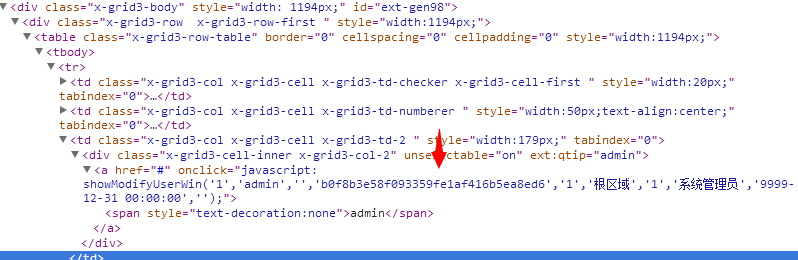 ▼<div class="x-grid3-body" style="width: 1194px;" id="ext-gen98">
▼<div class="x-grid3-row  x-grid3-row-first " style="width:1194px;">
▼<table class="x-grid3-row-table" border="0" cellspacing="0" cellpadding="0" style="width:1194px;">
▼<tbody>
▼<tr>
▶<td class="x-grid3-col x-grid3-cell x-grid3-td-checker x-grid3-cell-first " style="width:20px;"
tabindex="0">…</td>
▶<td class="x-grid3-col x-grid3-cell x-grid3-td-numberer " style="width:50px;text-align:center;"
tabindex="0">…</td>
▼<td class="x-grid3-col x-grid3-cell x-grid3-td-2 " style="width:179px;" tabindex="0">
▼<div class="x-grid3-cell-inner x-grid3-col-2" unselectable="on" ext:qtip="admin">
▼<a href="#" onclick="javascript:
showModifyUserWin('1','admin','','b0f8b3e58f093359fe1af416b5ea8ed6','1','根区域','1','系统管理员','9999-
12-31 00:00:00','');">
<span style="text-decoration:none">admin</span>
</a>
</div>
</td>